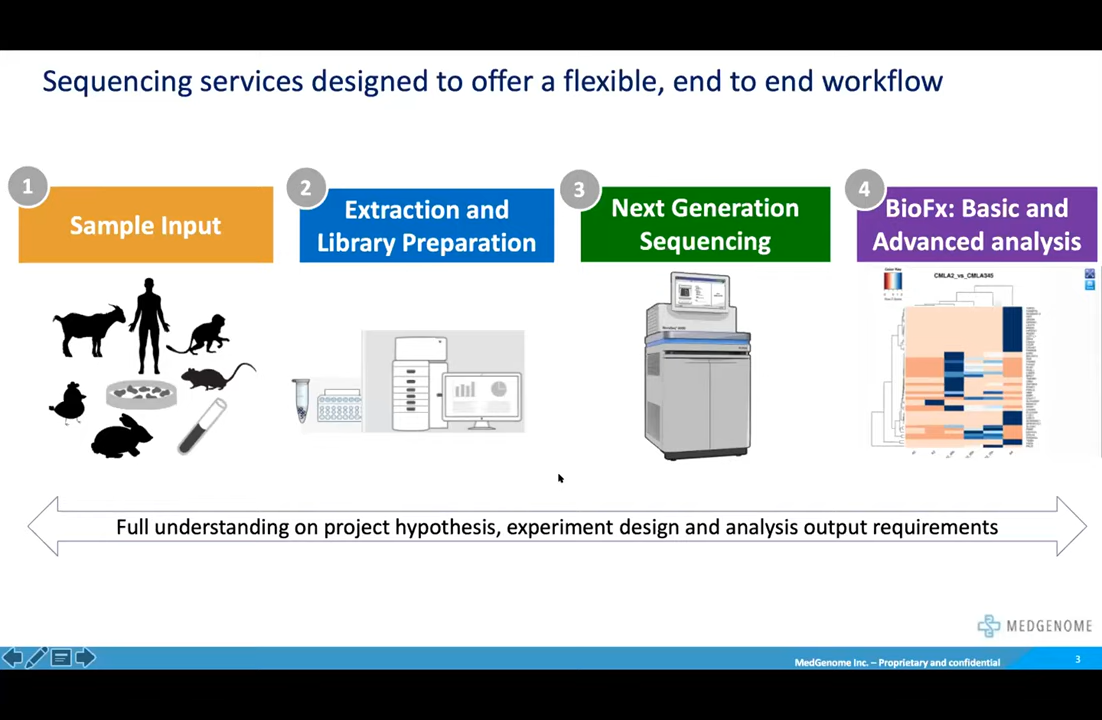 Sequencing services designed to offer a flexible, end to end workflow
1
Sample Input
2
Extraction and
Library Preparation
3
Next Generation
Sequencing
4
BioFx: Basic and
Advanced analysis
CMLA2_vs_CMLA345
Full understanding on project hypothesis, experiment design and analysis output requirements
MEDGENOME
MedGenome Inc. – Proprietary and confidential
3